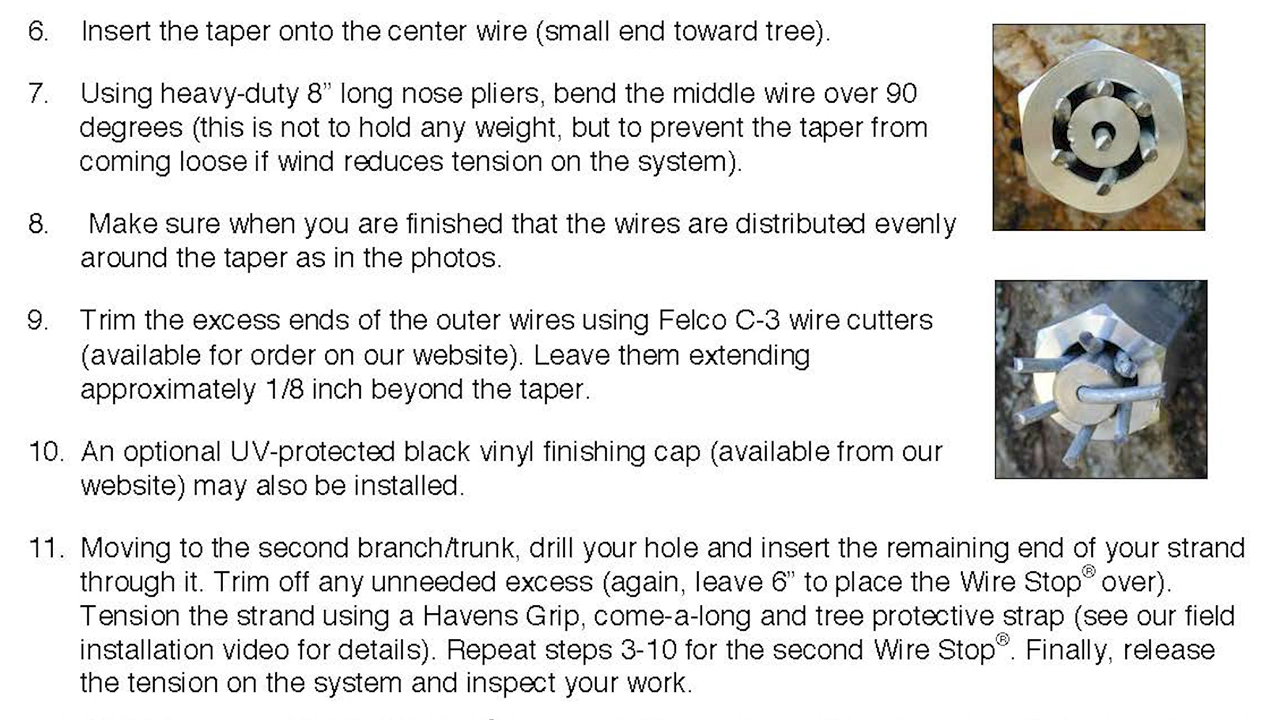 6. Insert the taper onto the center wire (small end toward tree).
7. Using heavy-duty 8” long nose pliers, bend the middle wire over 90
degrees (this is not to hold any weight, but to prevent the taper from
coming loose if wind reduces tension on the system).
8. Make sure when you are finished that the wires are distributed evenly
around the taper as in the photos.
9. Trim the excess ends of the outer wires using Felco C-3 wire cutters
(available for order on our website). Leave them extending
approximately 1/8 inch beyond the taper.
10. An optional UV-protected black vinyl finishing cap (available from our
website) may also be installed.
11. Moving to the second branch/trunk, drill your hole and insert the remaining end of your strand
through it. Trim off any unneeded excess (again, leave 6” to place the Wire Stop® over).
Tension the strand using a Havens Grip, come-a-long and tree protective strap (see our field
installation video for details). Repeat steps 3-10 for the second Wire Stop®. Finally, release
the tension on the system and inspect your work.